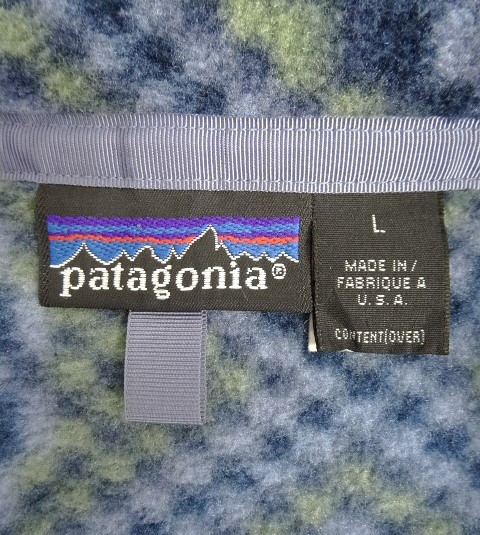 patagonia®
L
MADE IN/
FABRIQUE A
U.S.A.
CONTENT(OVER)